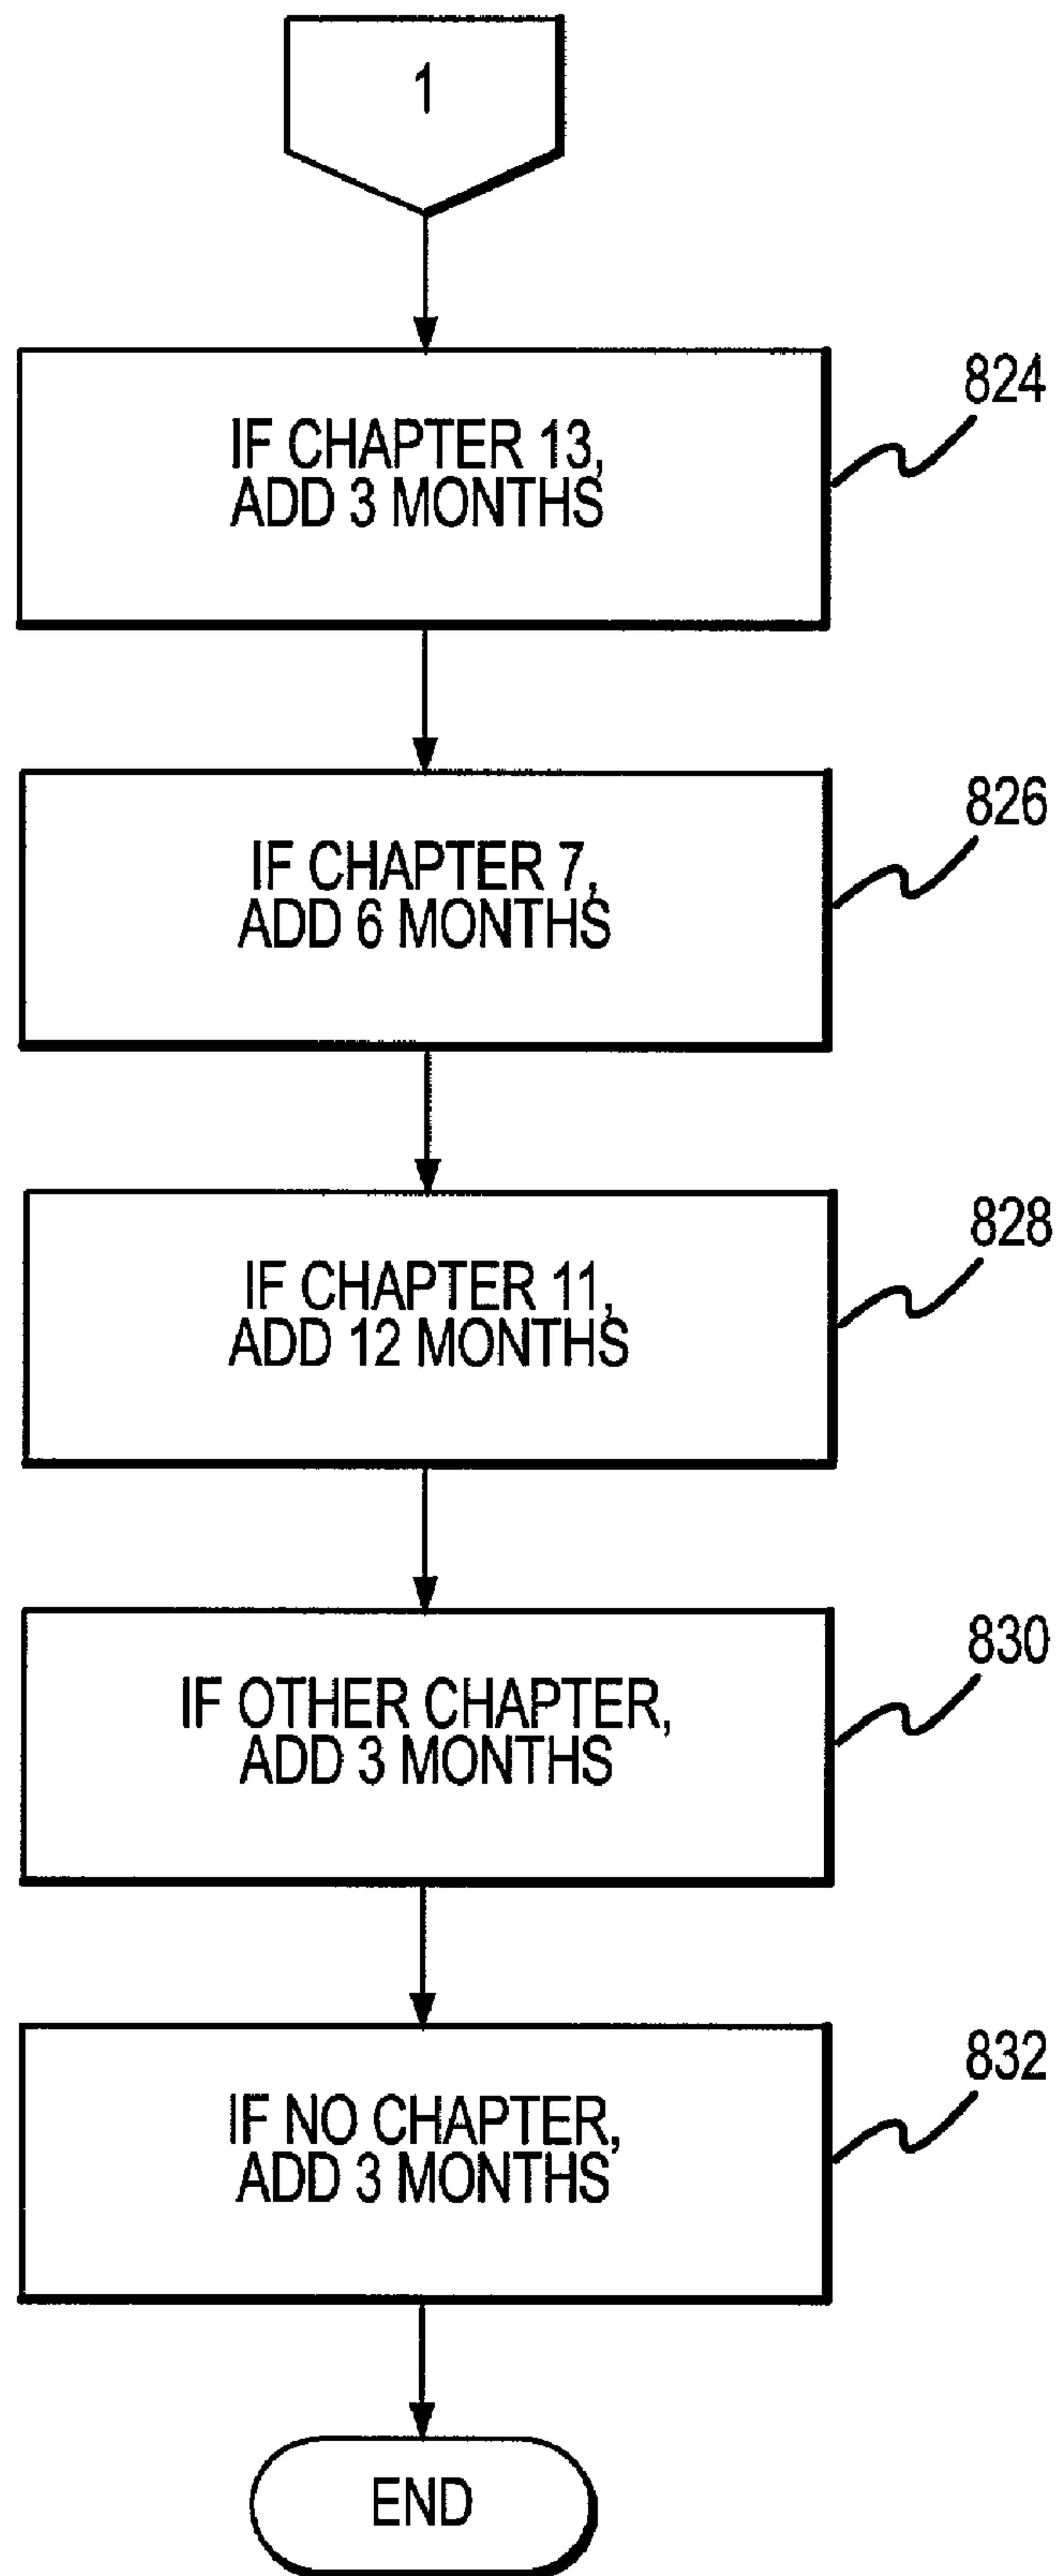 1
IF CHAPTER 13,
ADD 3 MONTHS
824
IF CHAPTER 7,
ADD 6 MONTHS
826
IF CHAPTER 11,
ADD 12 MONTHS
828
IF OTHER CHAPTER,
ADD 3 MONTHS
830
IF NO CHAPTER,
ADD 3 MONTHS
832
END